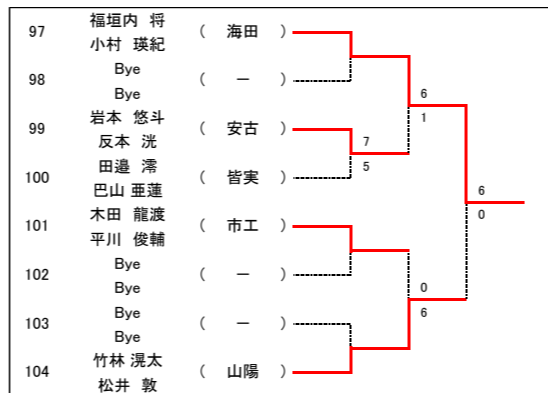 福垣内 将
97 ( 海田 )
小村 瑛紀
Bye
98 ( ー )
Bye
6
1
岩本 悠斗
99 ( 安古 )
反本 洸
7
5
田邉 澪
100 ( 皆実 )
巴山 亜蓮
6
0
木田 龍渡
101 ( 市工 )
平川 俊輔
Bye
102 ( ー )
Bye
0
6
Bye
103 ( ー )
Bye
竹林 滉太
104 ( 山陽 )
松井 敦